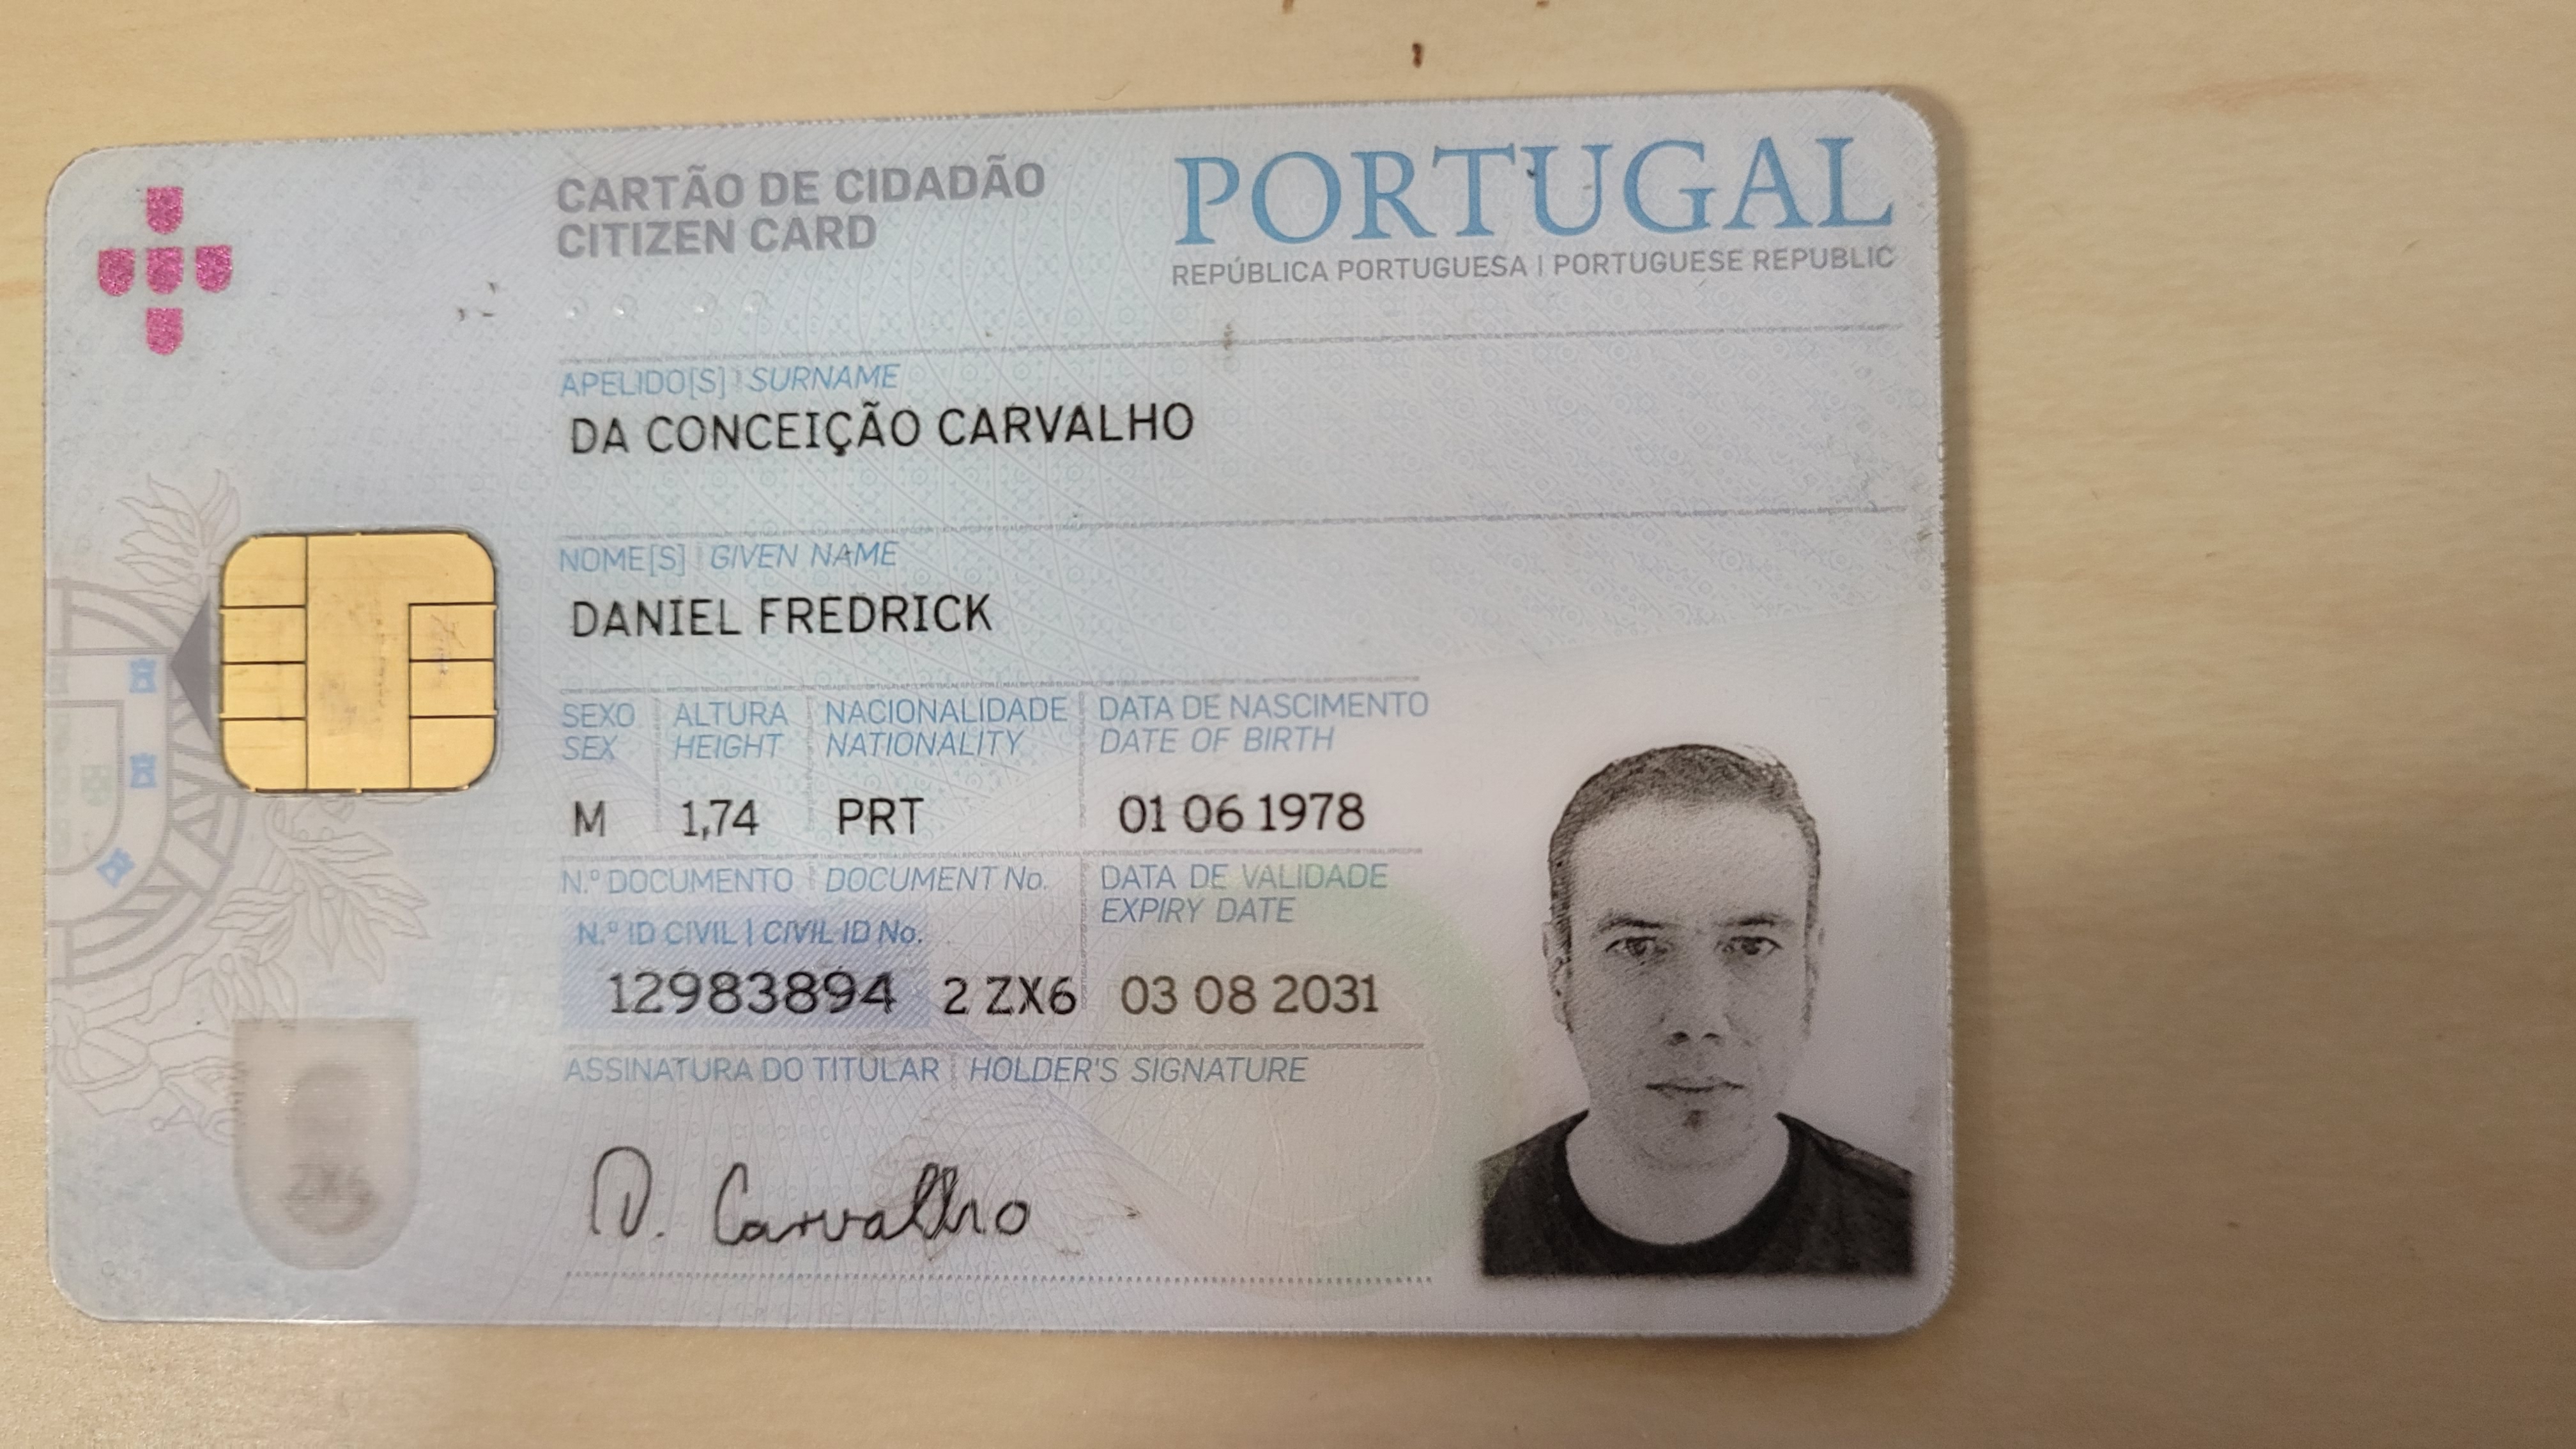 CARTÃO DE CIDADÃO
CITIZEN CARD
PORTUGAL
REPÚBLICA PORTUGUESA | PORTUGUESE REPUBLIC
APELIDO[S] | SURNAME
DA CONCEIÇÃO CARVALHO
NOME[S] | GIVEN NAME
DANIEL FREDRICK
SEXO ALTURA NACIONALIDADE DATA DE NASCIMENTO
SEX HEIGHT NATIONALITY DATE OF BIRTH
M 1,74 PRT 01 06 1978
N.º DOCUMENTO | DOCUMENT No. DATA DE VALIDADE
EXPIRY DATE
N.º ID CIVIL | CIVIL ID No.
12983894 2 ZX6 03 08 2031
ASSINATURA DO TITULAR | HOLDER'S SIGNATURE
ZX6
D. Carvalho